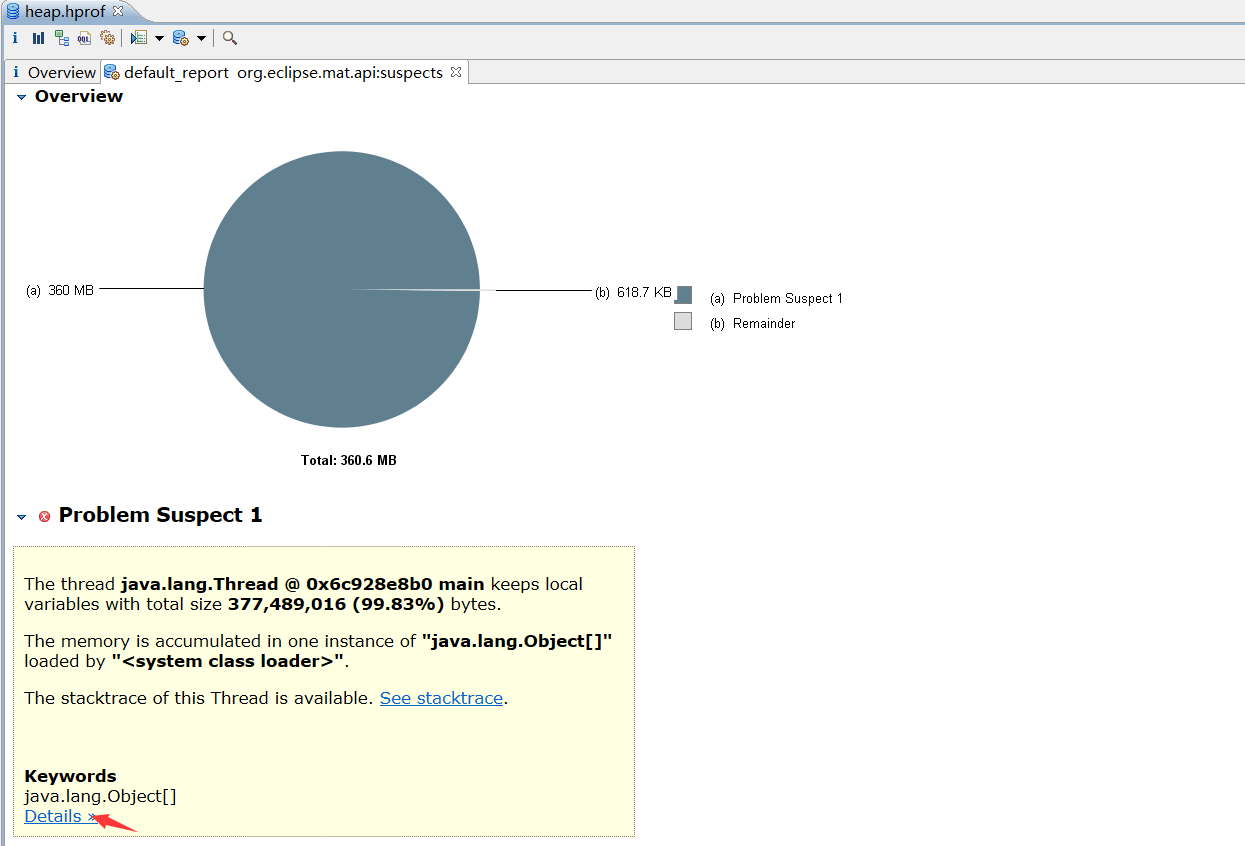 heap.hprof
i OQL
i Overview default_report org.eclipse.mat.api:suspects
Overview
(a) 360 MB
(b) 618.7 KB
(a) Problem Suspect 1
(b) Remainder
Total: 360.6 MB
Problem Suspect 1
The thread java.lang.Thread @ 0x6c928e8b0 main keeps local
variables with total size 377,489,016 (99.83%) bytes.
The memory is accumulated in one instance of "java.lang.Object[]"
loaded by "<system class loader>".
The stacktrace of this Thread is available. See stacktrace.
Keywords
java.lang.Object[]
Details »